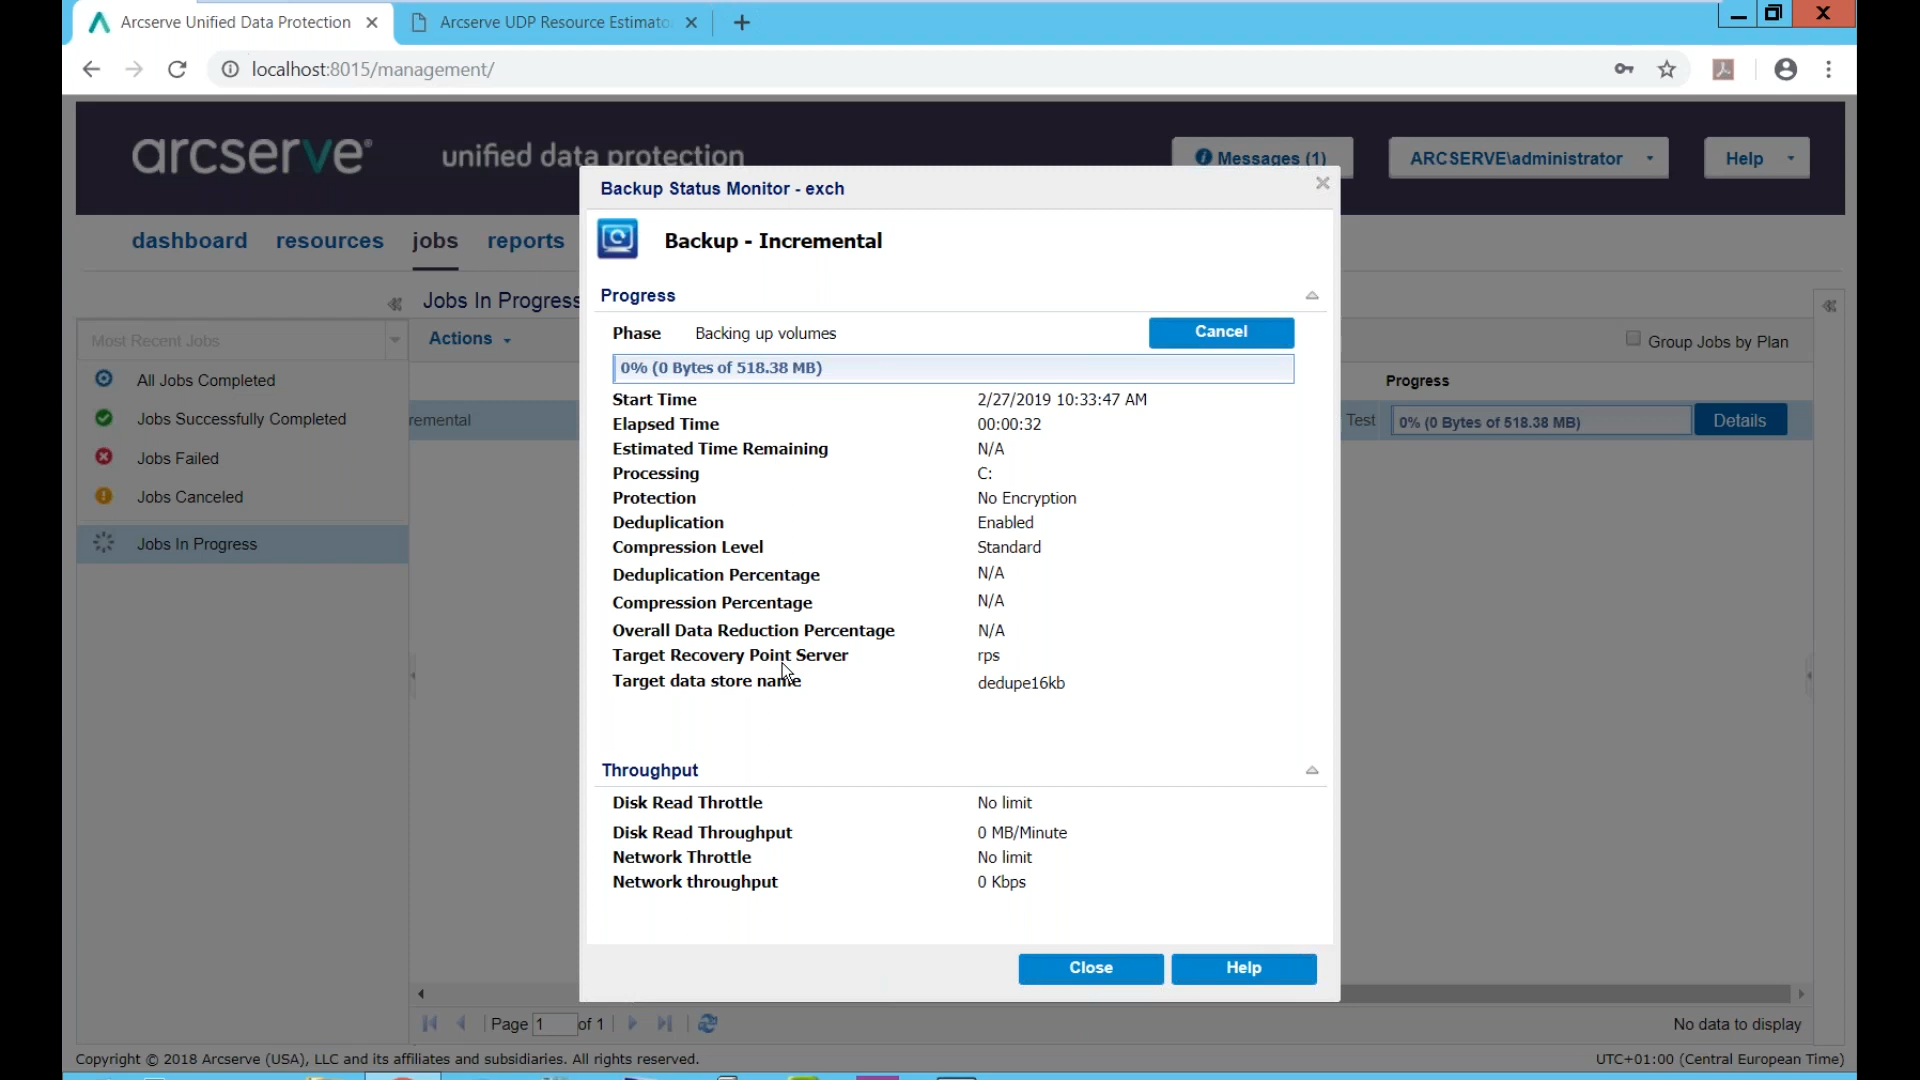 Arcserve Unified Data Protection
Arcserve UDP Resource Estimato
localhost:8015/management/
arcserve®
unified data protection
Messages (1)
ARCSERVE\administrator
Help
Backup Status Monitor - exch
dashboard
resources
jobs
reports
Backup - Incremental
Jobs In Progress
Progress
Most Recent Jobs
Actions
Phase
Backing up volumes
Cancel
Group Jobs by Plan
0% (0 Bytes of 518.38 MB)
All Jobs Completed
Progress
Start Time
2/27/2019 10:33:47 AM
Jobs Successfully Completed
remental
Elapsed Time
00:00:32
Test
0% (0 Bytes of 518.38 MB)
Details
Estimated Time Remaining
N/A
Jobs Failed
Processing
C:
Jobs Canceled
Protection
No Encryption
Deduplication
Enabled
Jobs In Progress
Compression Level
Standard
Deduplication Percentage
N/A
Compression Percentage
N/A
Overall Data Reduction Percentage
N/A
Target Recovery Point Server
rps
Target data store name
dedupe16kb
Throughput
Disk Read Throttle
No limit
Disk Read Throughput
0 MB/Minute
Network Throttle
No limit
Network throughput
0 Kbps
Close
Help
Page 1 of 1
No data to display
Copyright © 2018 Arcserve (USA), LLC and its affiliates and subsidiaries. All rights reserved.
UTC+01:00 (Central European Time)